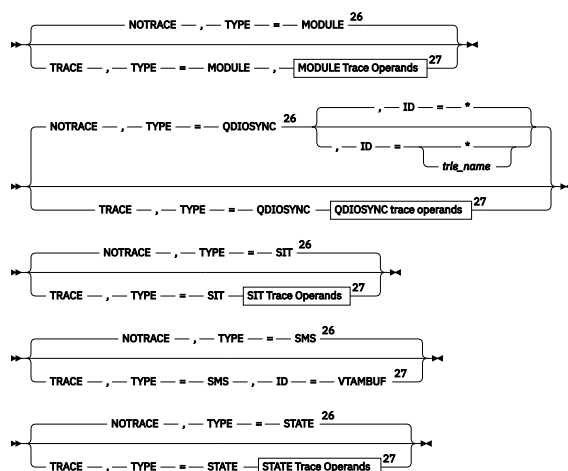 NOTRACE — , — TYPE — = — MODULE 26
TRACE — , — TYPE — = — MODULE — , — MODULE Trace Operands 27
, — ID — = — *
NOTRACE — , — TYPE — = — QDIOSYNC 26
, — ID — = — *
trle_name
TRACE — , — TYPE — = — QDIOSYNC — QDIOSYNC trace operands 27
NOTRACE — , — TYPE — = — SIT 26
TRACE — , — TYPE — = — SIT — SIT Trace Operands 27
NOTRACE — , — TYPE — = — SMS 26
TRACE — , — TYPE — = — SMS — , — ID — = — VTAMBUF 27
NOTRACE — , — TYPE — = — STATE 26
TRACE — , — TYPE — = — STATE — STATE Trace Operands 27